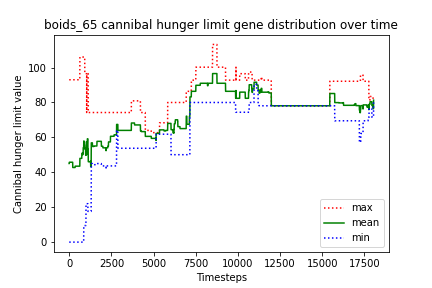 boids_65 cannibal hunger limit gene distribution over time
Cannibal hunger limit value
100
80
60
40
20
0
max
mean
min
0 2500 5000 7500 10000 12500 15000 17500
Timesteps